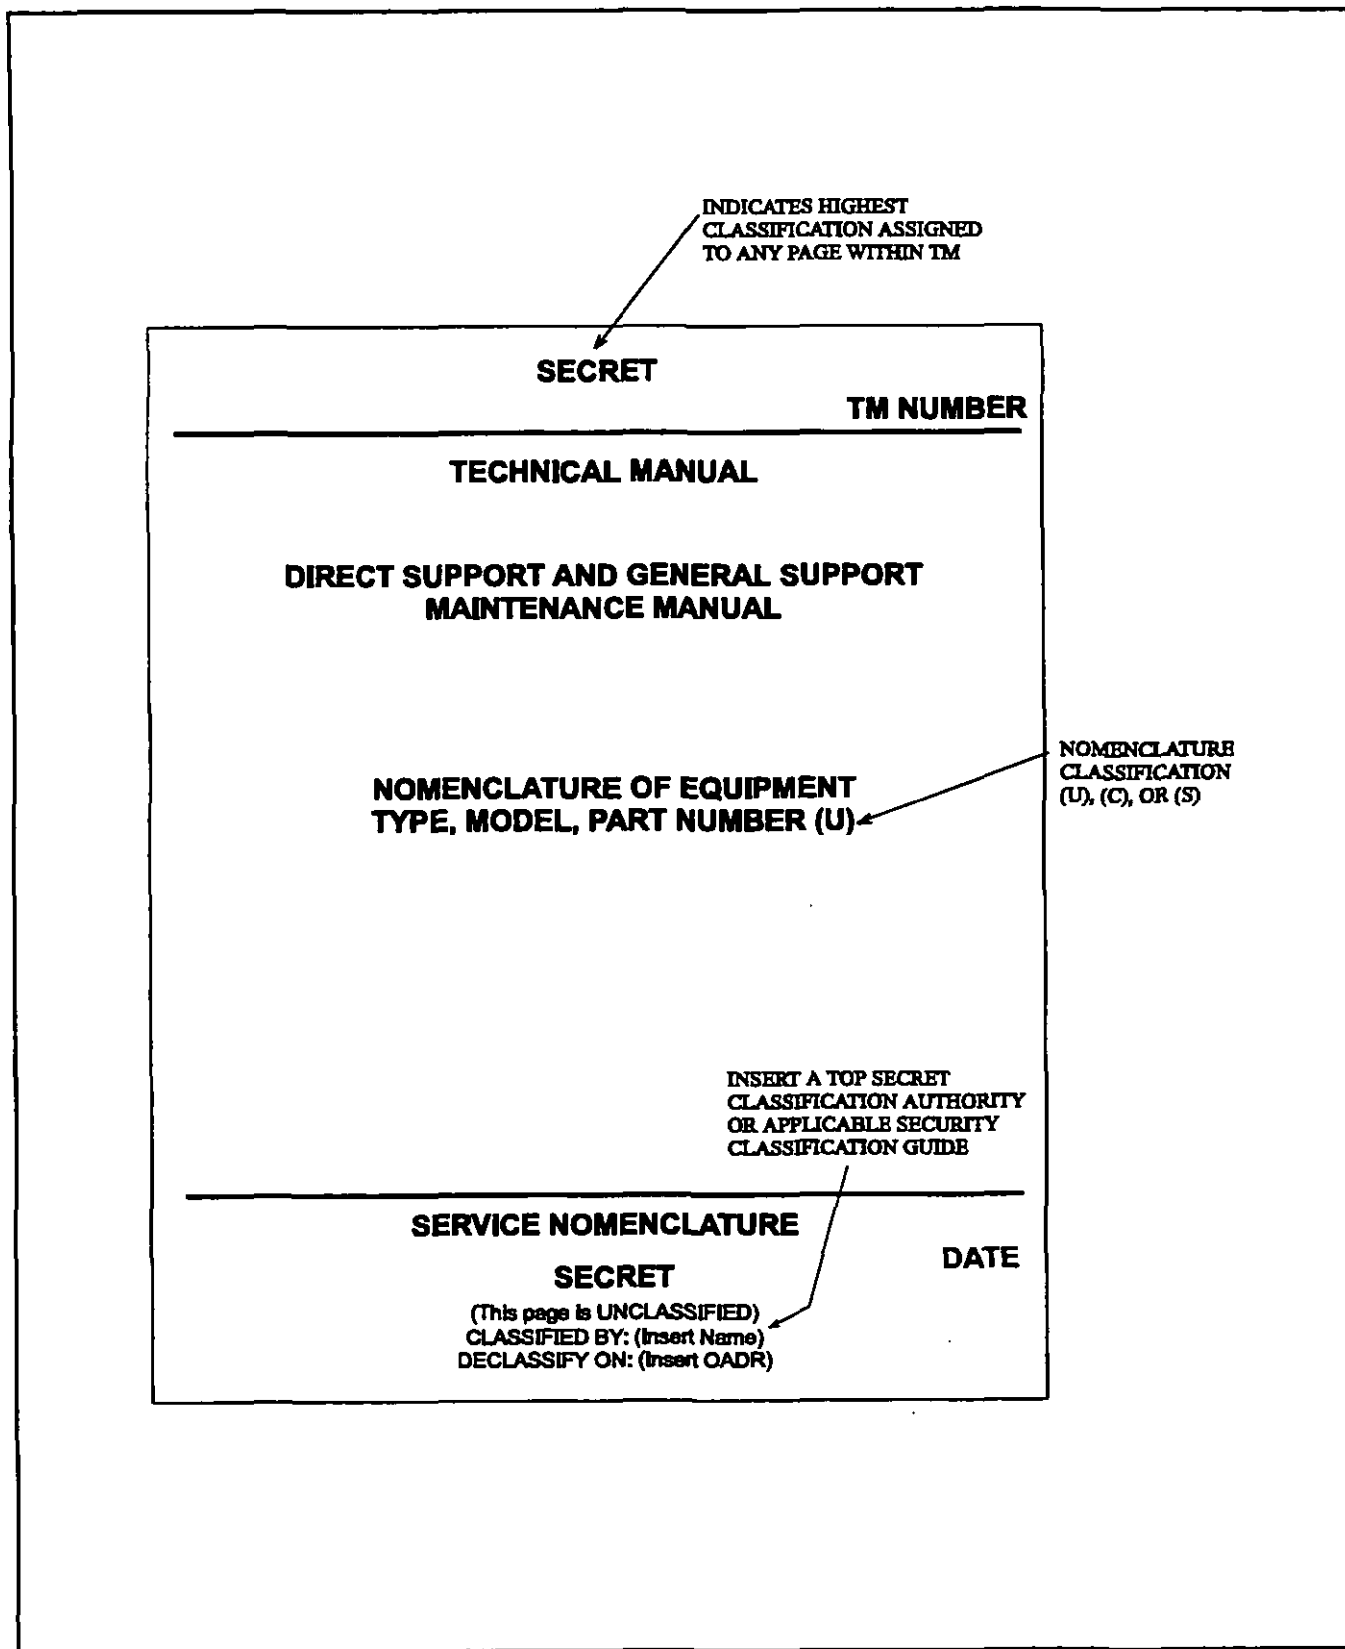 INDICATES HIGHEST
CLASSIFICATION ASSIGNED
TO ANY PAGE WITHIN TM
SECRET
TM NUMBER
TECHNICAL MANUAL
DIRECT SUPPORT AND GENERAL SUPPORT
MAINTENANCE MANUAL
NOMENCLATURE OF EQUIPMENT
TYPE, MODEL, PART NUMBER (U)
NOMENCLATURE
CLASSIFICATION
(U), (C), OR (S)
INSERT A TOP SECRET
CLASSIFICATION AUTHORITY
OR APPLICABLE SECURITY
CLASSIFICATION GUIDE
SERVICE NOMENCLATURE
DATE
SECRET
(This page is UNCLASSIFIED)
CLASSIFIED BY: (Insert Name)
DECLASSIFY ON: (Insert OADR)